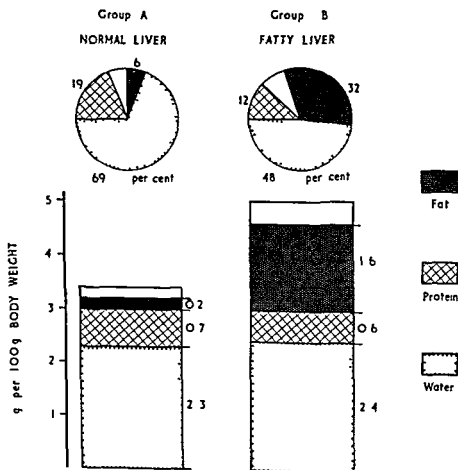 Group A
NORMAL LIVER
Group B
FATTY LIVER
6
19
69 per cent
32
12
48 per cent
Fat
Protein
Water
g per 100g BODY WEIGHT
5
4
3
2
1
0 2
0 7
2 3
1 6
0 6
2 4